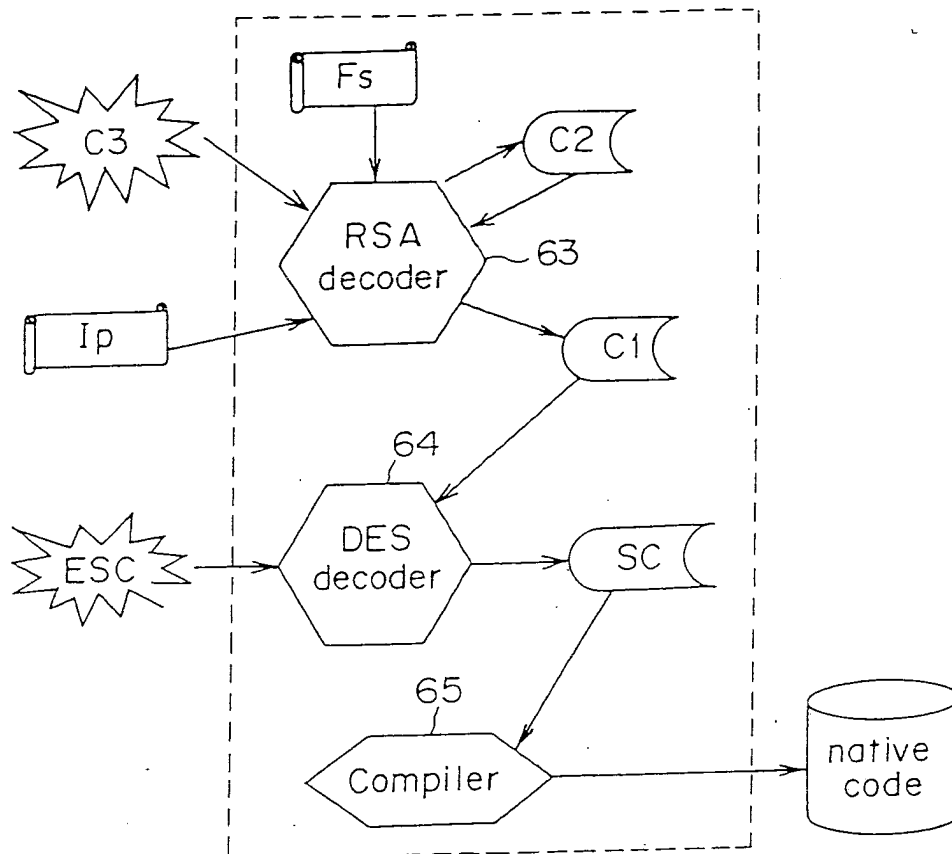 Fs
C3
C2
RSA
decoder
63
Ip
C1
64
DES
decoder
ESC
SC
65
Compiler
native
code